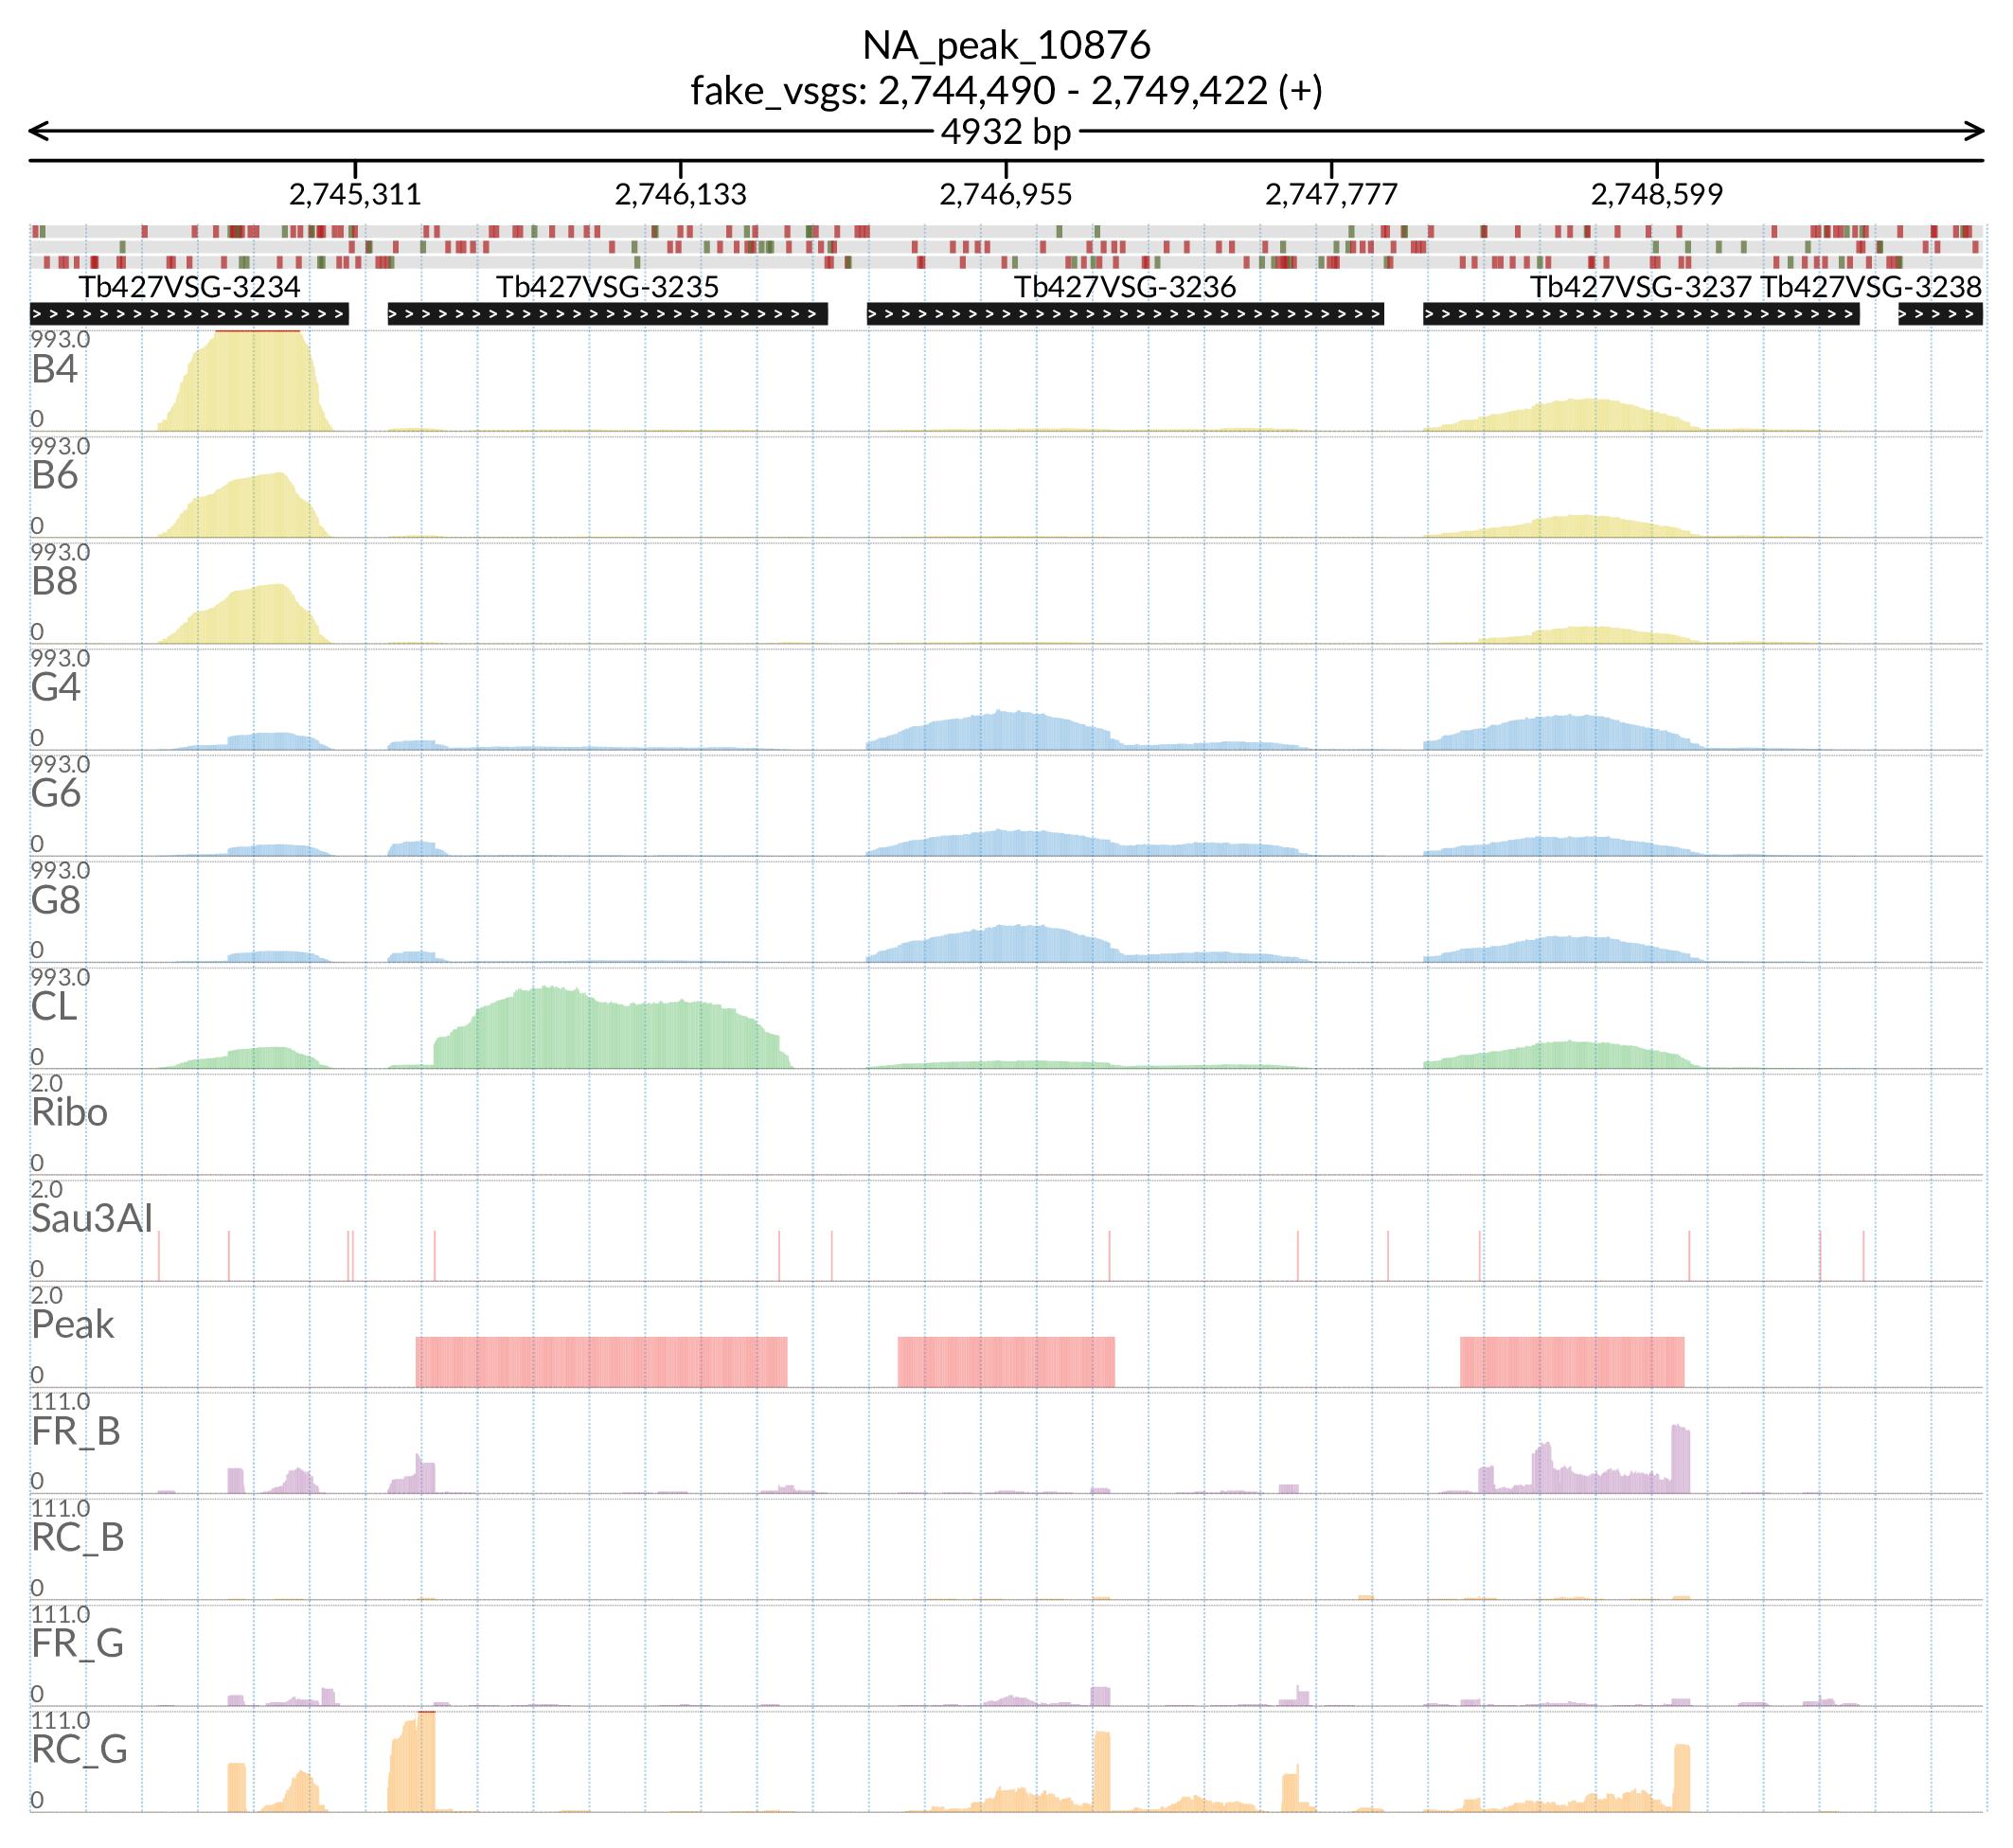 NA_peak_10876
fake_vsgs: 2,744,490 - 2,749,422 (+)
4932 bp
2,745,311 2,746,133 2,746,955 2,747,777 2,748,599
Tb427VSG-3234 Tb427VSG-3235 Tb427VSG-3236 Tb427VSG-3237 Tb427VSG-3238
993.0
B4
0
993.0
B6
0
993.0
B8
0
993.0
G4
0
993.0
G6
0
993.0
G8
0
993.0
CL
0
2.0
Ribo
0
2.0
Sau3AI
0
2.0
Peak
0
111.0
FR_B
0
111.0
RC_B
0
111.0
FR_G
0
111.0
RC_G
0